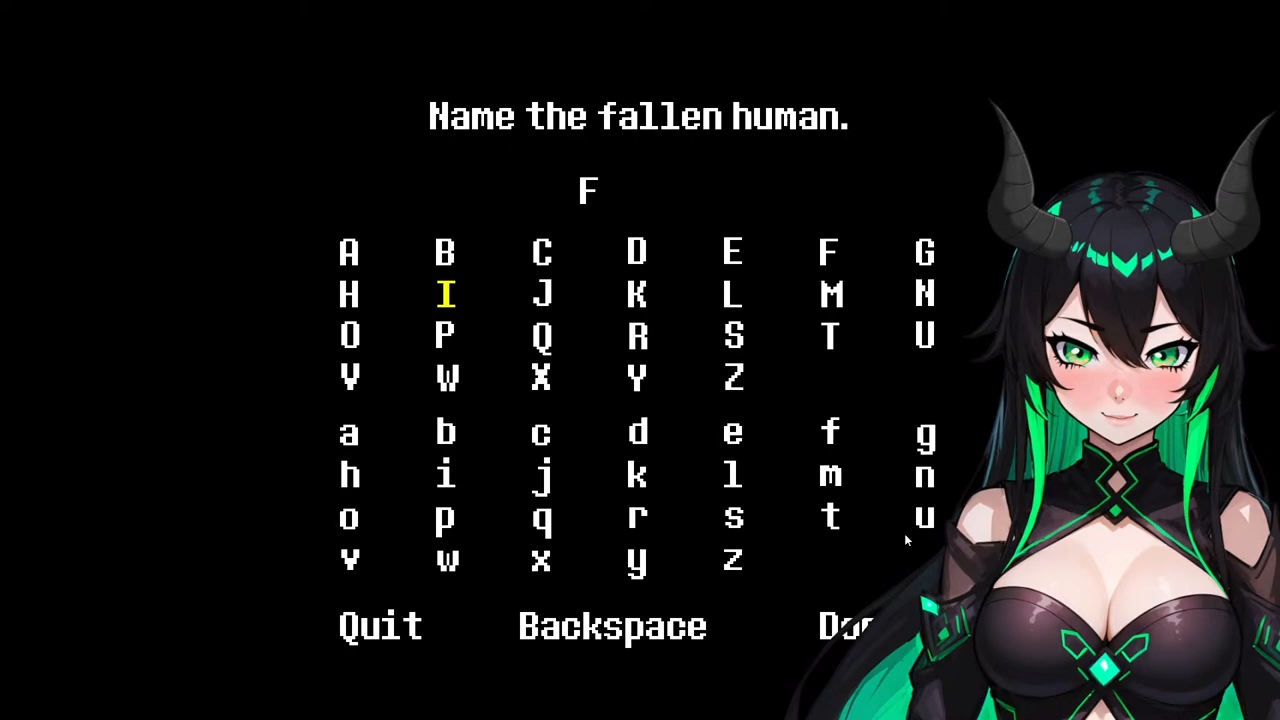 Name the fallen human.
F
A B C D E F G
H I J K L M N
O P Q R S T U
V W X Y Z
a b c d e f g
h i j k l m n
o p q r s t u
v w x y z
Quit Backspace